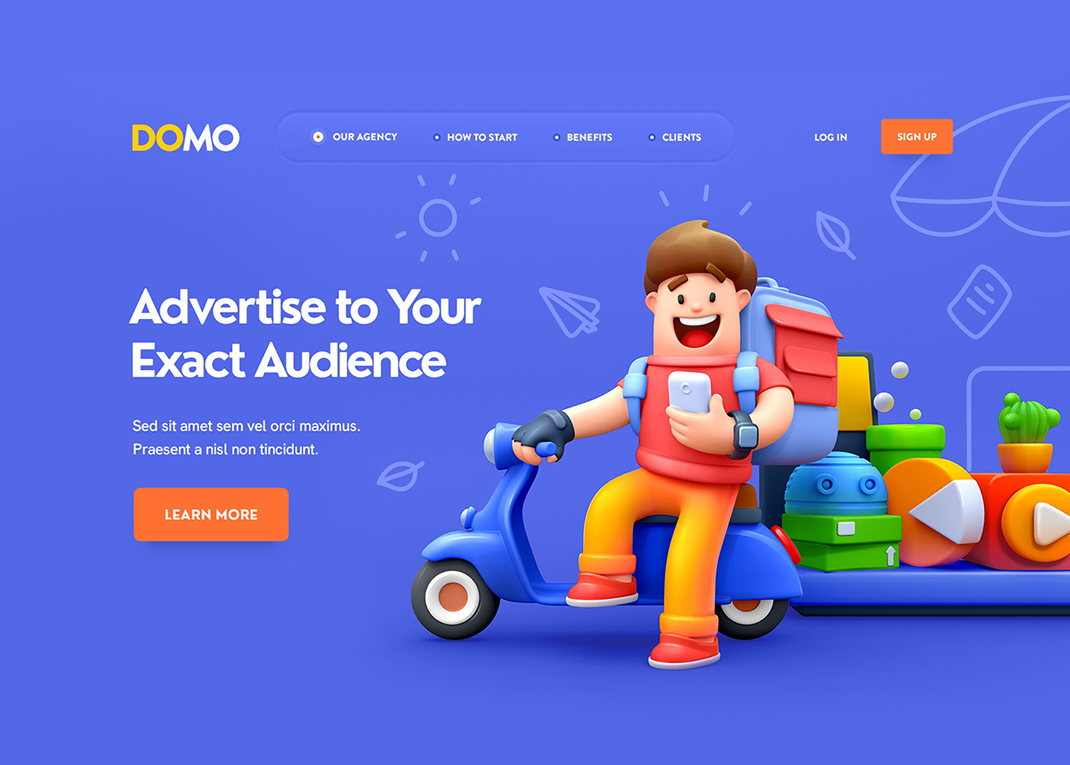 DOMO
OUR AGENCY
HOW TO START
BENEFITS
CLIENTS
LOG IN
SIGN UP
Advertise to Your
Exact Audience
Sed sit amet sem vel orci maximus.
Praesent a nisl non tincidunt.
LEARN MORE